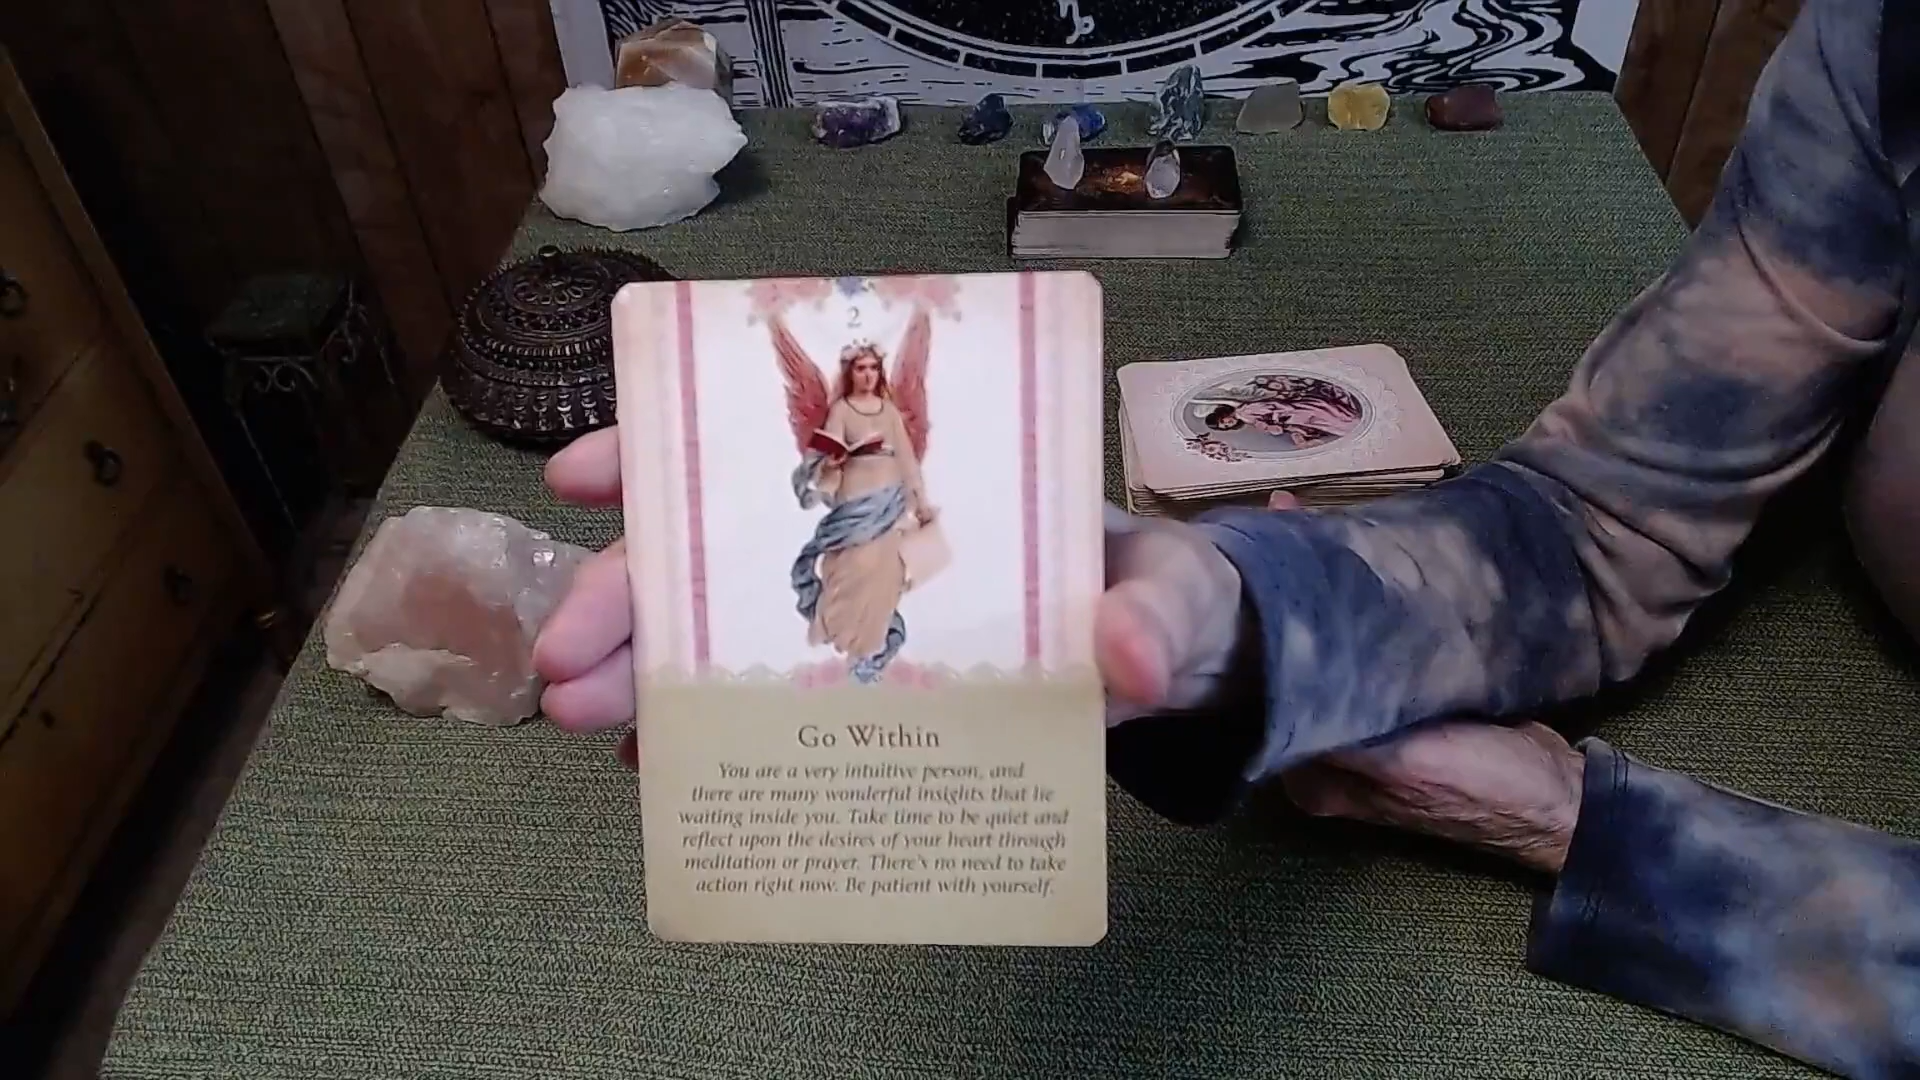 2
Go Within
You are a very intuitive person, and
there are many wonderful insights that lie
waiting inside you. Take time to be quiet and
reflect upon the desires of your heart through
meditation or prayer. There's no need to take
action right now. Be patient with yourself.